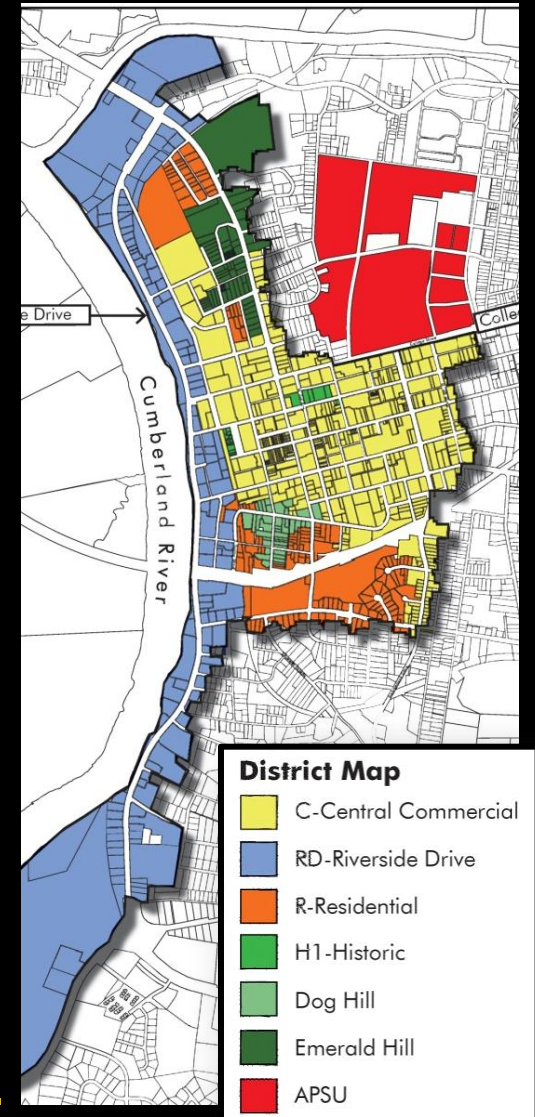 e Drive
Colle
Cumberland River
District Map
C-Central Commercial
RD-Riverside Drive
R-Residential
H1-Historic
Dog Hill
Emerald Hill
APSU